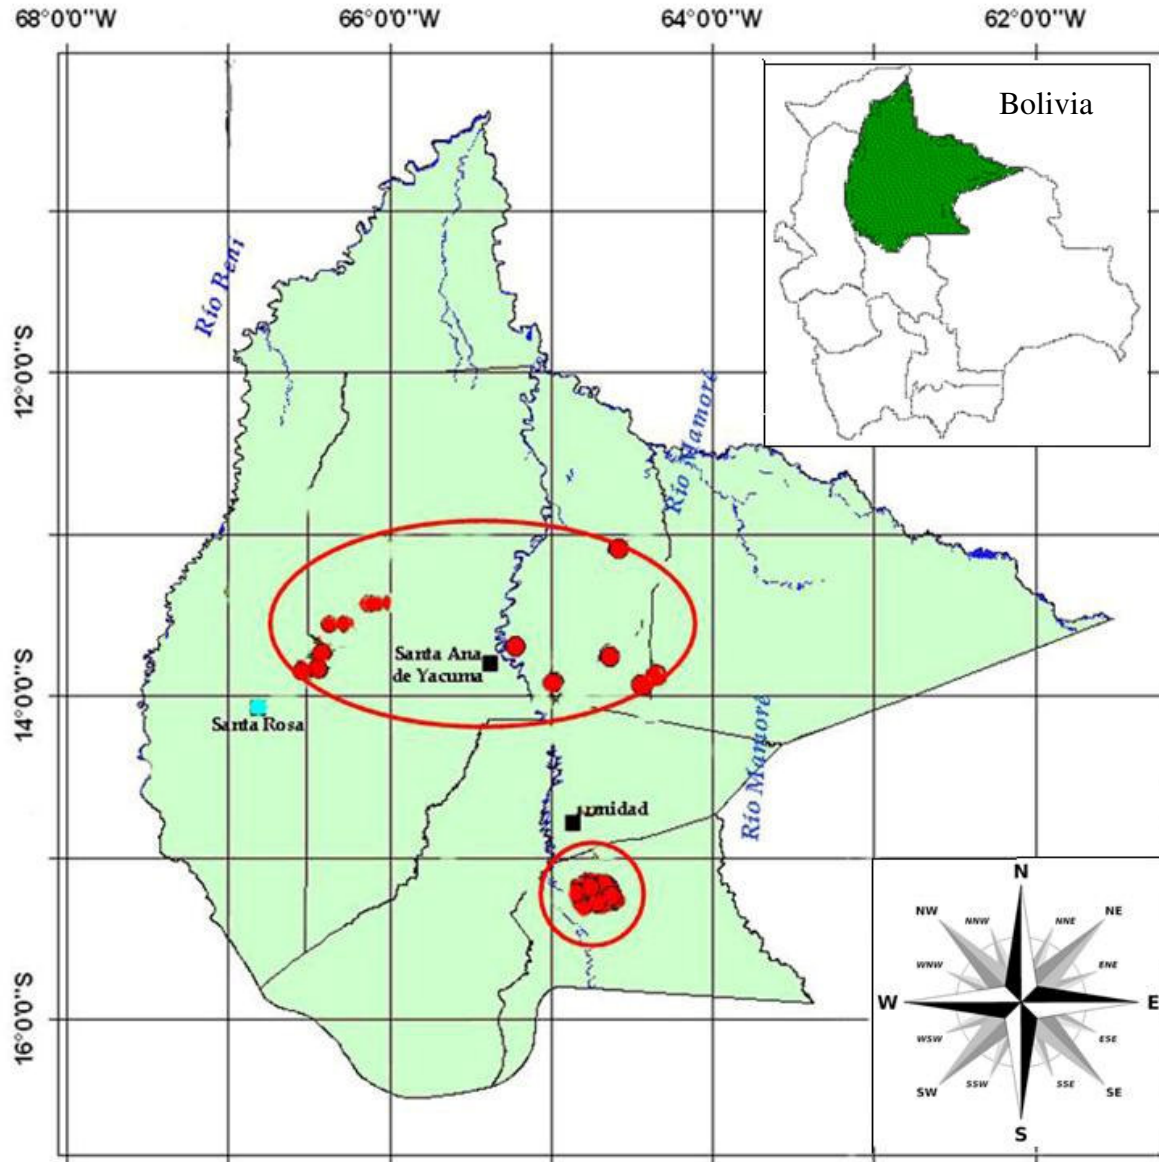 68°0'0"W
66°0'0"W
64°0'0"W
62°0'0"W
Bolivia
Río Beni
12°0'0"S
Río Mamoré
Santa Ana
de Yacuma
14°0'0"S
Santa Rosa
Río Mamoré
16°0'0"S
N
NW
NNW
NNE
NE
WNW
ENE
W
E
WSW
ESE
SW
SSW
SSE
SE
S